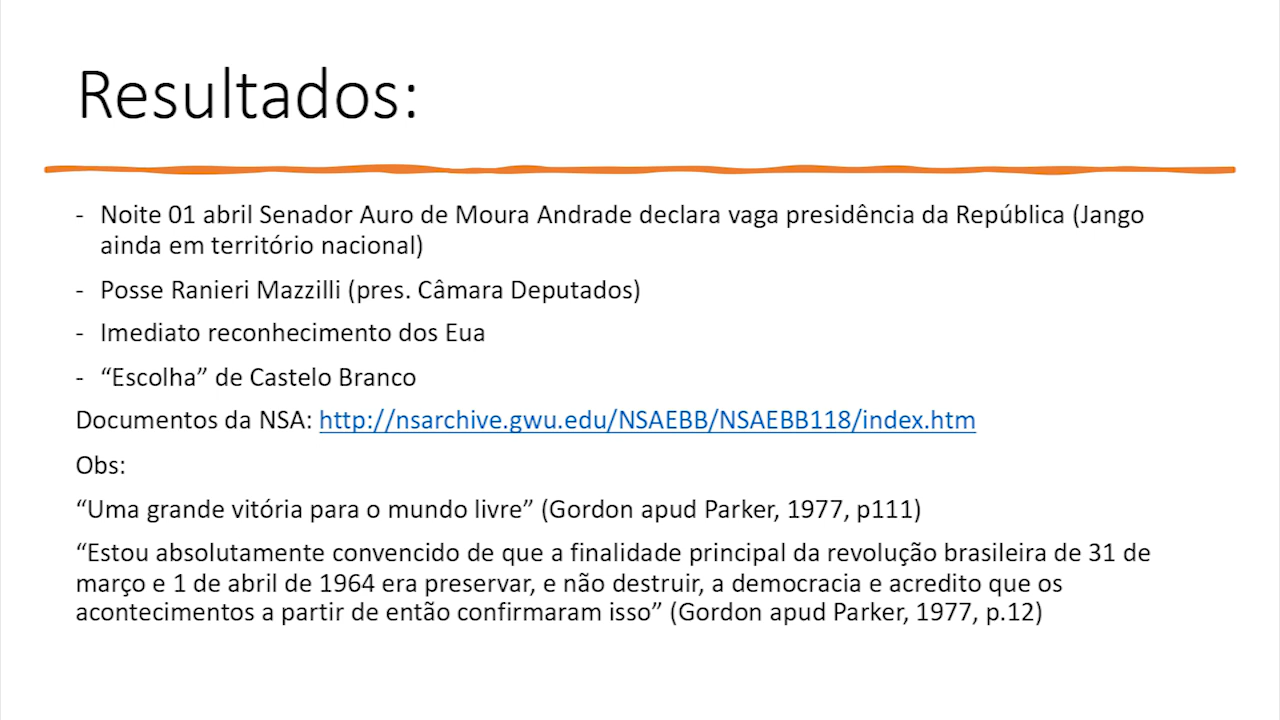 Resultados:
- Noite 01 abril Senador Auro de Moura Andrade declara vaga presidência da República (Jango
ainda em território nacional)
- Posse Ranieri Mazzilli (pres. Câmara Deputados)
- Imediato reconhecimento dos Eua
- “Escolha” de Castelo Branco
Documentos da NSA: http://nsarchive.gwu.edu/NSAEBB/NSAEBB118/index.htm
Obs:
“Uma grande vitória para o mundo livre” (Gordon apud Parker, 1977, p111)
“Estou absolutamente convencido de que a finalidade principal da revolução brasileira de 31 de
março e 1 de abril de 1964 era preservar, e não destruir, a democracia e acredito que os
acontecimentos a partir de então confirmaram isso” (Gordon apud Parker, 1977, p.12)